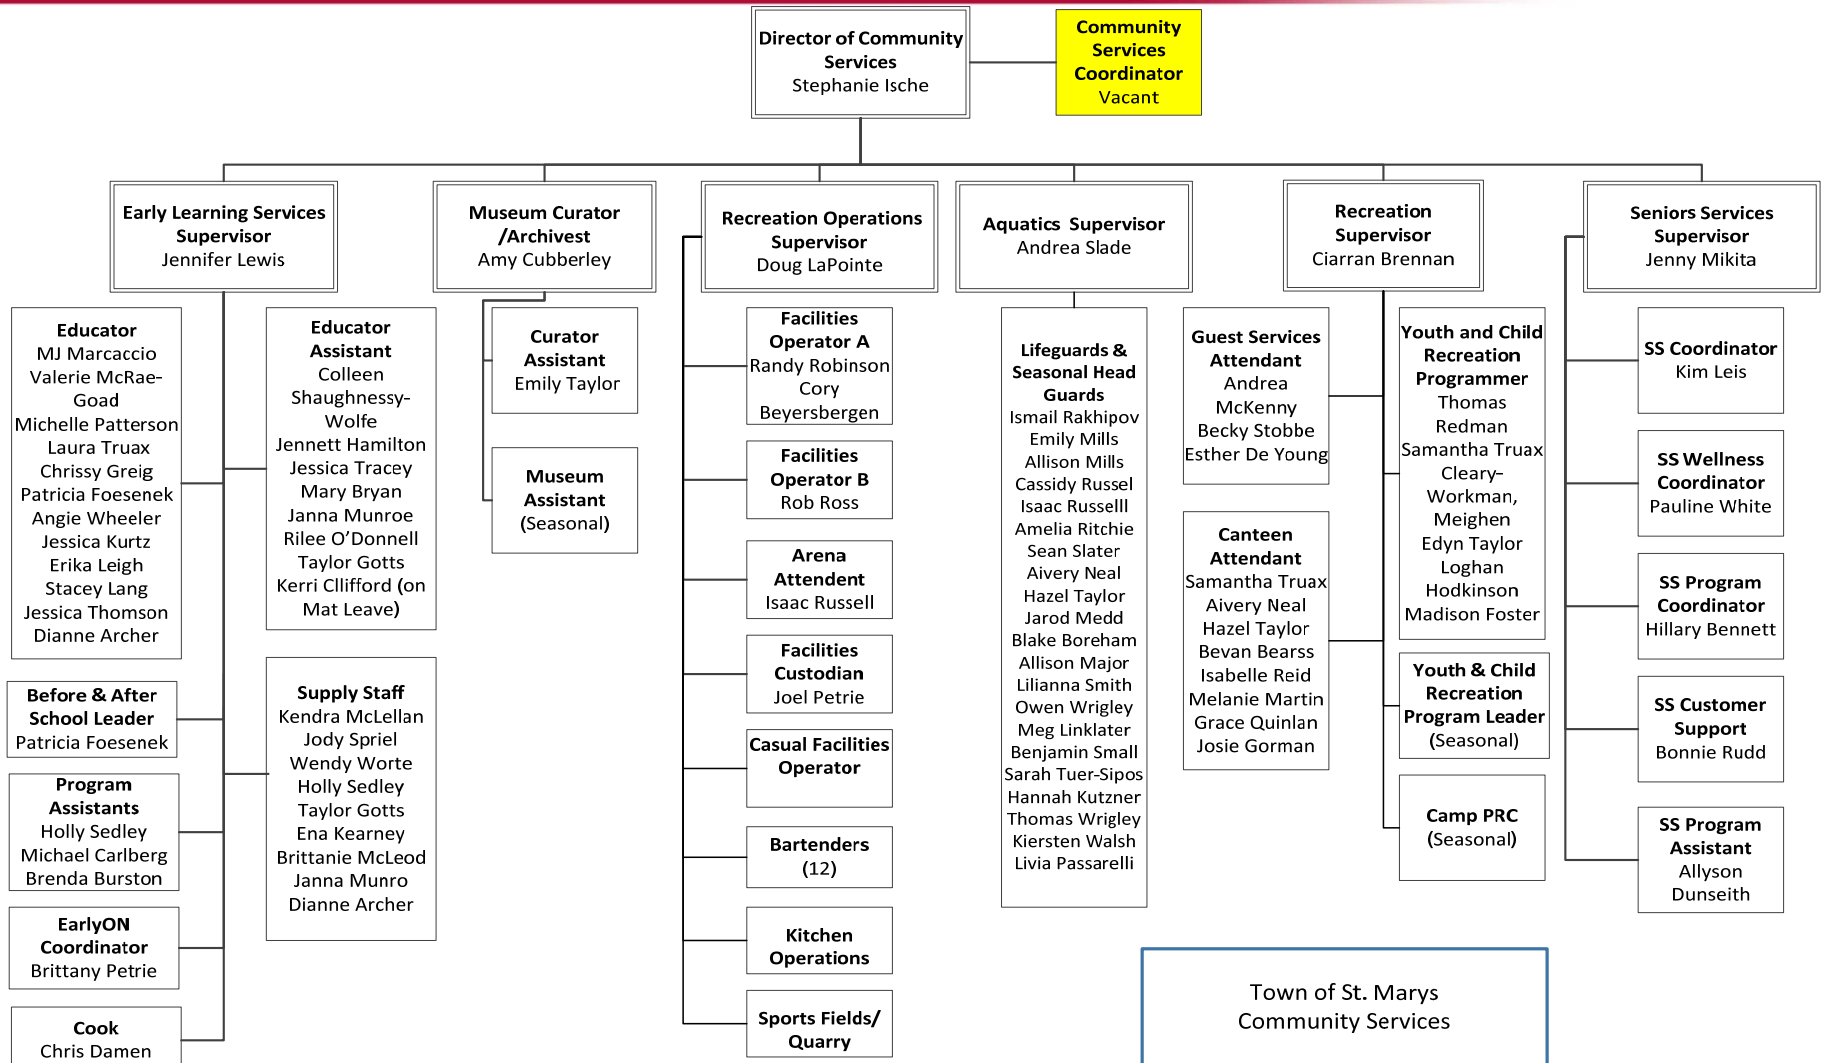 Director of Community
Services
Stephanie Ische
Community
Services
Coordinator
Vacant
Early Learning Services
Supervisor
Jennifer Lewis
Museum Curator
/Archivest
Amy Cubberley
Recreation Operations
Supervisor
Doug LaPointe
Aquatics Supervisor
Andrea Slade
Recreation
Supervisor
Ciarran Brennan
Seniors Services
Supervisor
Jenny Mikita
Educator
MJ Marcaccio
Valerie McRae-
Goad
Michelle Patterson
Laura Truax
Chrissy Greig
Patricia Foesenek
Angie Wheeler
Jessica Kurtz
Erika Leigh
Stacey Lang
Jessica Thomson
Dianne Archer
Before & After
School Leader
Patricia Foesenek
Program
Assistants
Holly Sedley
Michael Carlberg
Brenda Burston
EarlyON
Coordinator
Brittany Petrie
Cook
Chris Damen
Educator
Assistant
Colleen
Shaughnessy-
Wolfe
Jennett Hamilton
Jessica Tracey
Mary Bryan
Janna Munroe
Rilee O'Donnell
Taylor Gotts
Kerri Cllifford (on
Mat Leave)
Supply Staff
Kendra McLellan
Jody Spriel
Wendy Worte
Holly Sedley
Taylor Gotts
Ena Kearney
Brittanie McLeod
Janna Munro
Dianne Archer
Curator
Assistant
Emily Taylor
Museum
Assistant
(Seasonal)
Facilities
Operator A
Randy Robinson
Cory
Beyersbergen
Facilities
Operator B
Rob Ross
Arena
Attendent
Isaac Russell
Facilities
Custodian
Joel Petrie
Casual Facilities
Operator
Bartenders
(12)
Kitchen
Operations
Sports Fields/
Quarry
Lifeguards &
Seasonal Head
Guards
Ismail Rakhipov
Emily Mills
Allison Mills
Cassidy Russel
Isaac Russelll
Amelia Ritchie
Sean Slater
Aivery Neal
Hazel Taylor
Jarod Medd
Blake Boreham
Allison Major
Lilianna Smith
Owen Wrigley
Meg Linklater
Benjamin Small
Sarah Tuer-Sipos
Hannah Kutzner
Thomas Wrigley
Kiersten Walsh
Livia Passarelli
Guest Services
Attendant
Andrea
McKenny
Becky Stobbe
Esther De Young
Canteen
Attendant
Samantha Truax
Aivery Neal
Hazel Taylor
Bevan Bearss
Isabelle Reid
Melanie Martin
Grace Quinlan
Josie Gorman
Youth and Child
Recreation
Programmer
Thomas
Redman
Samantha Truax
Cleary-
Workman,
Meighen
Edyn Taylor
Loghan
Hodkinson
Madison Foster
Youth & Child
Recreation
Program Leader
(Seasonal)
Camp PRC
(Seasonal)
SS Coordinator
Kim Leis
SS Wellness
Coordinator
Pauline White
SS Program
Coordinator
Hillary Bennett
SS Customer
Support
Bonnie Rudd
SS Program
Assistant
Allyson
Dunseith
Town of St. Marys
Community Services